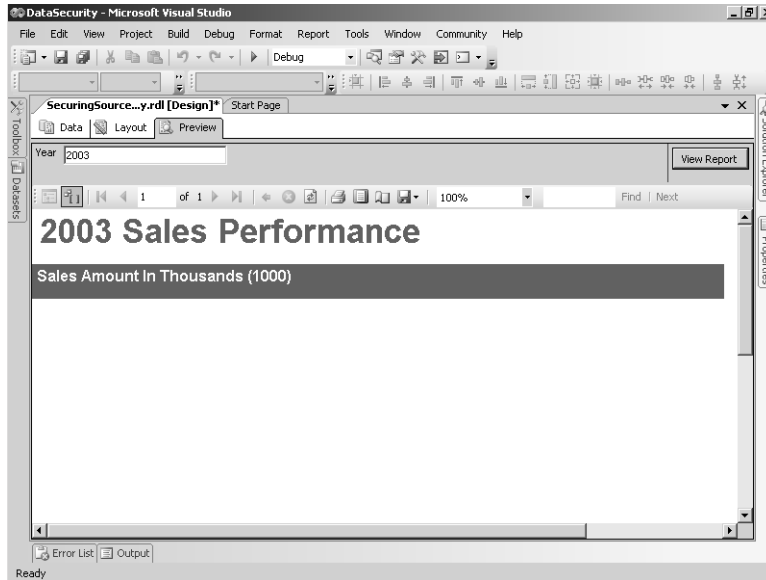 DataSecurity - Microsoft Visual Studio
File Edit View Project Build Debug Format Report Tools Window Community Help
Debug
SecuringSource...y.rdl [Design]* Start Page
Toolbox
Datasets
Data Layout Preview
Year 2003 View Report
1 of 1 100% Find | Next
2003 Sales Performance
Sales Amount In Thousands (1000)
Solution Explorer
Properties
Error List Output
Ready